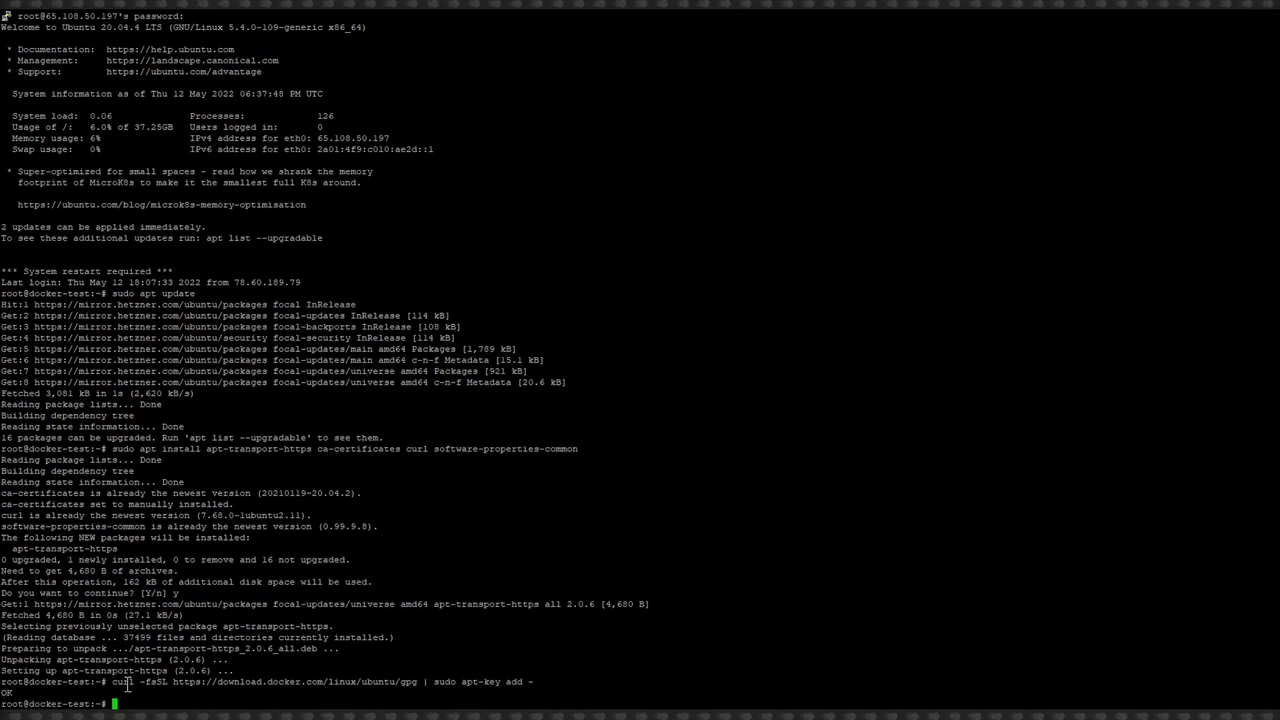 root@65.108.50.197's password:
Welcome to Ubuntu 20.04.4 LTS (GNU/Linux 5.4.0-109-generic x86_64)
* Documentation: https://help.ubuntu.com
* Management: https://landscape.canonical.com
* Support: https://ubuntu.com/advantage
System information as of Thu 12 May 2022 06:37:48 PM UTC
System load: 0.06 Processes: 126
Usage of /: 6.0% of 37.25GB Users logged in: 0
Memory usage: 6% IPv4 address for eth0: 65.108.50.197
Swap usage: 0% IPv6 address for eth0: 2a01:4f9:c010:ae2d::1
* Super-optimized for small spaces - read how we shrank the memory
footprint of MicroK8s to make it the smallest full K8s around.
https://ubuntu.com/blog/microk8s-memory-optimisation
2 updates can be applied immediately.
To see these additional updates run: apt list --upgradable
*** System restart required ***
Last login: Thu May 12 18:07:33 2022 from 78.60.189.79
root@docker-test:~# sudo apt update
Hit:1 https://mirror.hetzner.com/ubuntu/packages focal InRelease
Get:2 https://mirror.hetzner.com/ubuntu/packages focal-updates InRelease [114 kB]
Get:3 https://mirror.hetzner.com/ubuntu/packages focal-backports InRelease [108 kB]
Get:4 https://mirror.hetzner.com/ubuntu/security focal-security InRelease [114 kB]
Get:5 https://mirror.hetzner.com/ubuntu/packages focal-updates/main amd64 Packages [1,789 kB]
Get:6 https://mirror.hetzner.com/ubuntu/packages focal-updates/main amd64 c-n-f Metadata [15.1 kB]
Get:7 https://mirror.hetzner.com/ubuntu/packages focal-updates/universe amd64 Packages [921 kB]
Get:8 https://mirror.hetzner.com/ubuntu/packages focal-updates/universe amd64 c-n-f Metadata [20.6 kB]
Fetched 3,081 kB in 1s (2,620 kB/s)
Reading package lists... Done
Building dependency tree
Reading state information... Done
16 packages can be upgraded. Run 'apt list --upgradable' to see them.
root@docker-test:~# sudo apt install apt-transport-https ca-certificates curl software-properties-common
Reading package lists... Done
Building dependency tree
Reading state information... Done
ca-certificates is already the newest version (20210119~20.04.2).
ca-certificates set to manually installed.
curl is already the newest version (7.68.0-1ubuntu2.11).
software-properties-common is already the newest version (0.99.9.8).
The following NEW packages will be installed:
apt-transport-https
0 upgraded, 1 newly installed, 0 to remove and 16 not upgraded.
Need to get 4,680 B of archives.
After this operation, 162 kB of additional disk space will be used.
Do you want to continue? [Y/n] y
Get:1 https://mirror.hetzner.com/ubuntu/packages focal-updates/universe amd64 apt-transport-https all 2.0.6 [4,680 B]
Fetched 4,680 B in 0s (27.1 kB/s)
Selecting previously unselected package apt-transport-https.
(Reading database ... 37499 files and directories currently installed.)
Preparing to unpack .../apt-transport-https_2.0.6_all.deb ...
Unpacking apt-transport-https (2.0.6) ...
Setting up apt-transport-https (2.0.6) ...
root@docker-test:~# curl -fsSL https://download.docker.com/linux/ubuntu/gpg | sudo apt-key add -
OK
root@docker-test:~#